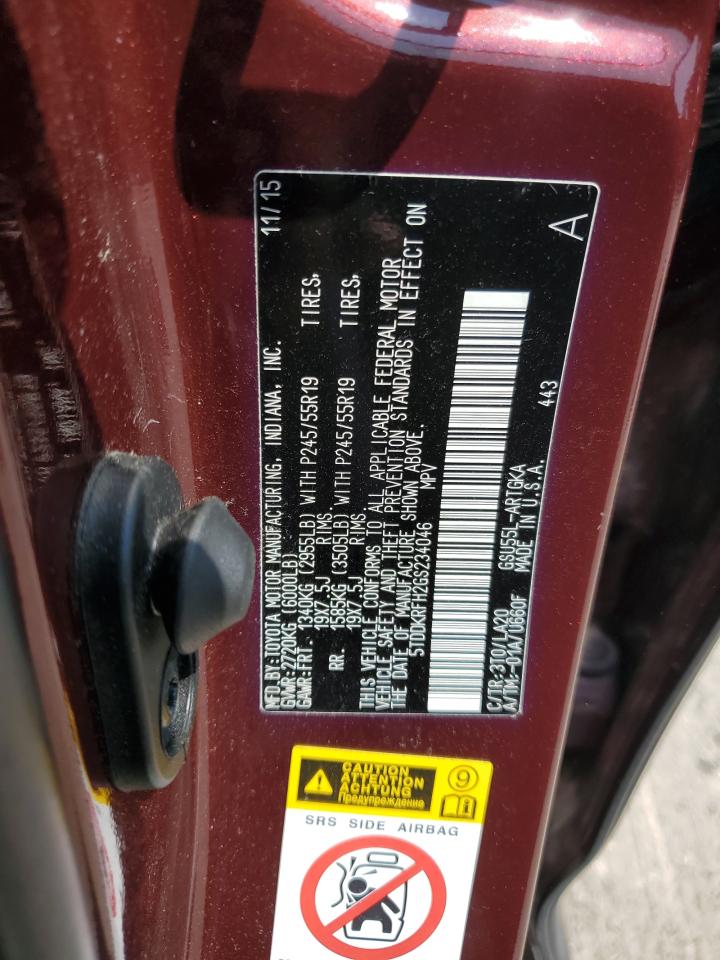 MFD.BY:TOYOTA MOTOR MANUFACTURING, INDIANA, INC. 11/15
GVWR:2720KG (6000LB)
GAWR:FRT. 1340KG (2955LB) WITH P245/55R19 TIRES,
19X7.5J RIMS.
RR. 1585KG (3505LB) WITH P245/55R19 TIRES,
19X7.5J RIMS.
THIS VEHICLE CONFORMS TO ALL APPLICABLE FEDERAL MOTOR
VEHICLE SAFETY AND THEFT PREVENTION STANDARDS IN EFFECT ON
THE DATE OF MANUFACTURE SHOWN ABOVE.
5TDDKRFH2GS234046 MPV
C/TR:3T0/LA20 GSU55L-ARTGKA 443
A/TM:-01A/U660F MADE IN U.S.A. A
CAUTION
ATTENTION
ACHTUNG
Предупреждение
9
SRS SIDE AIRBAG